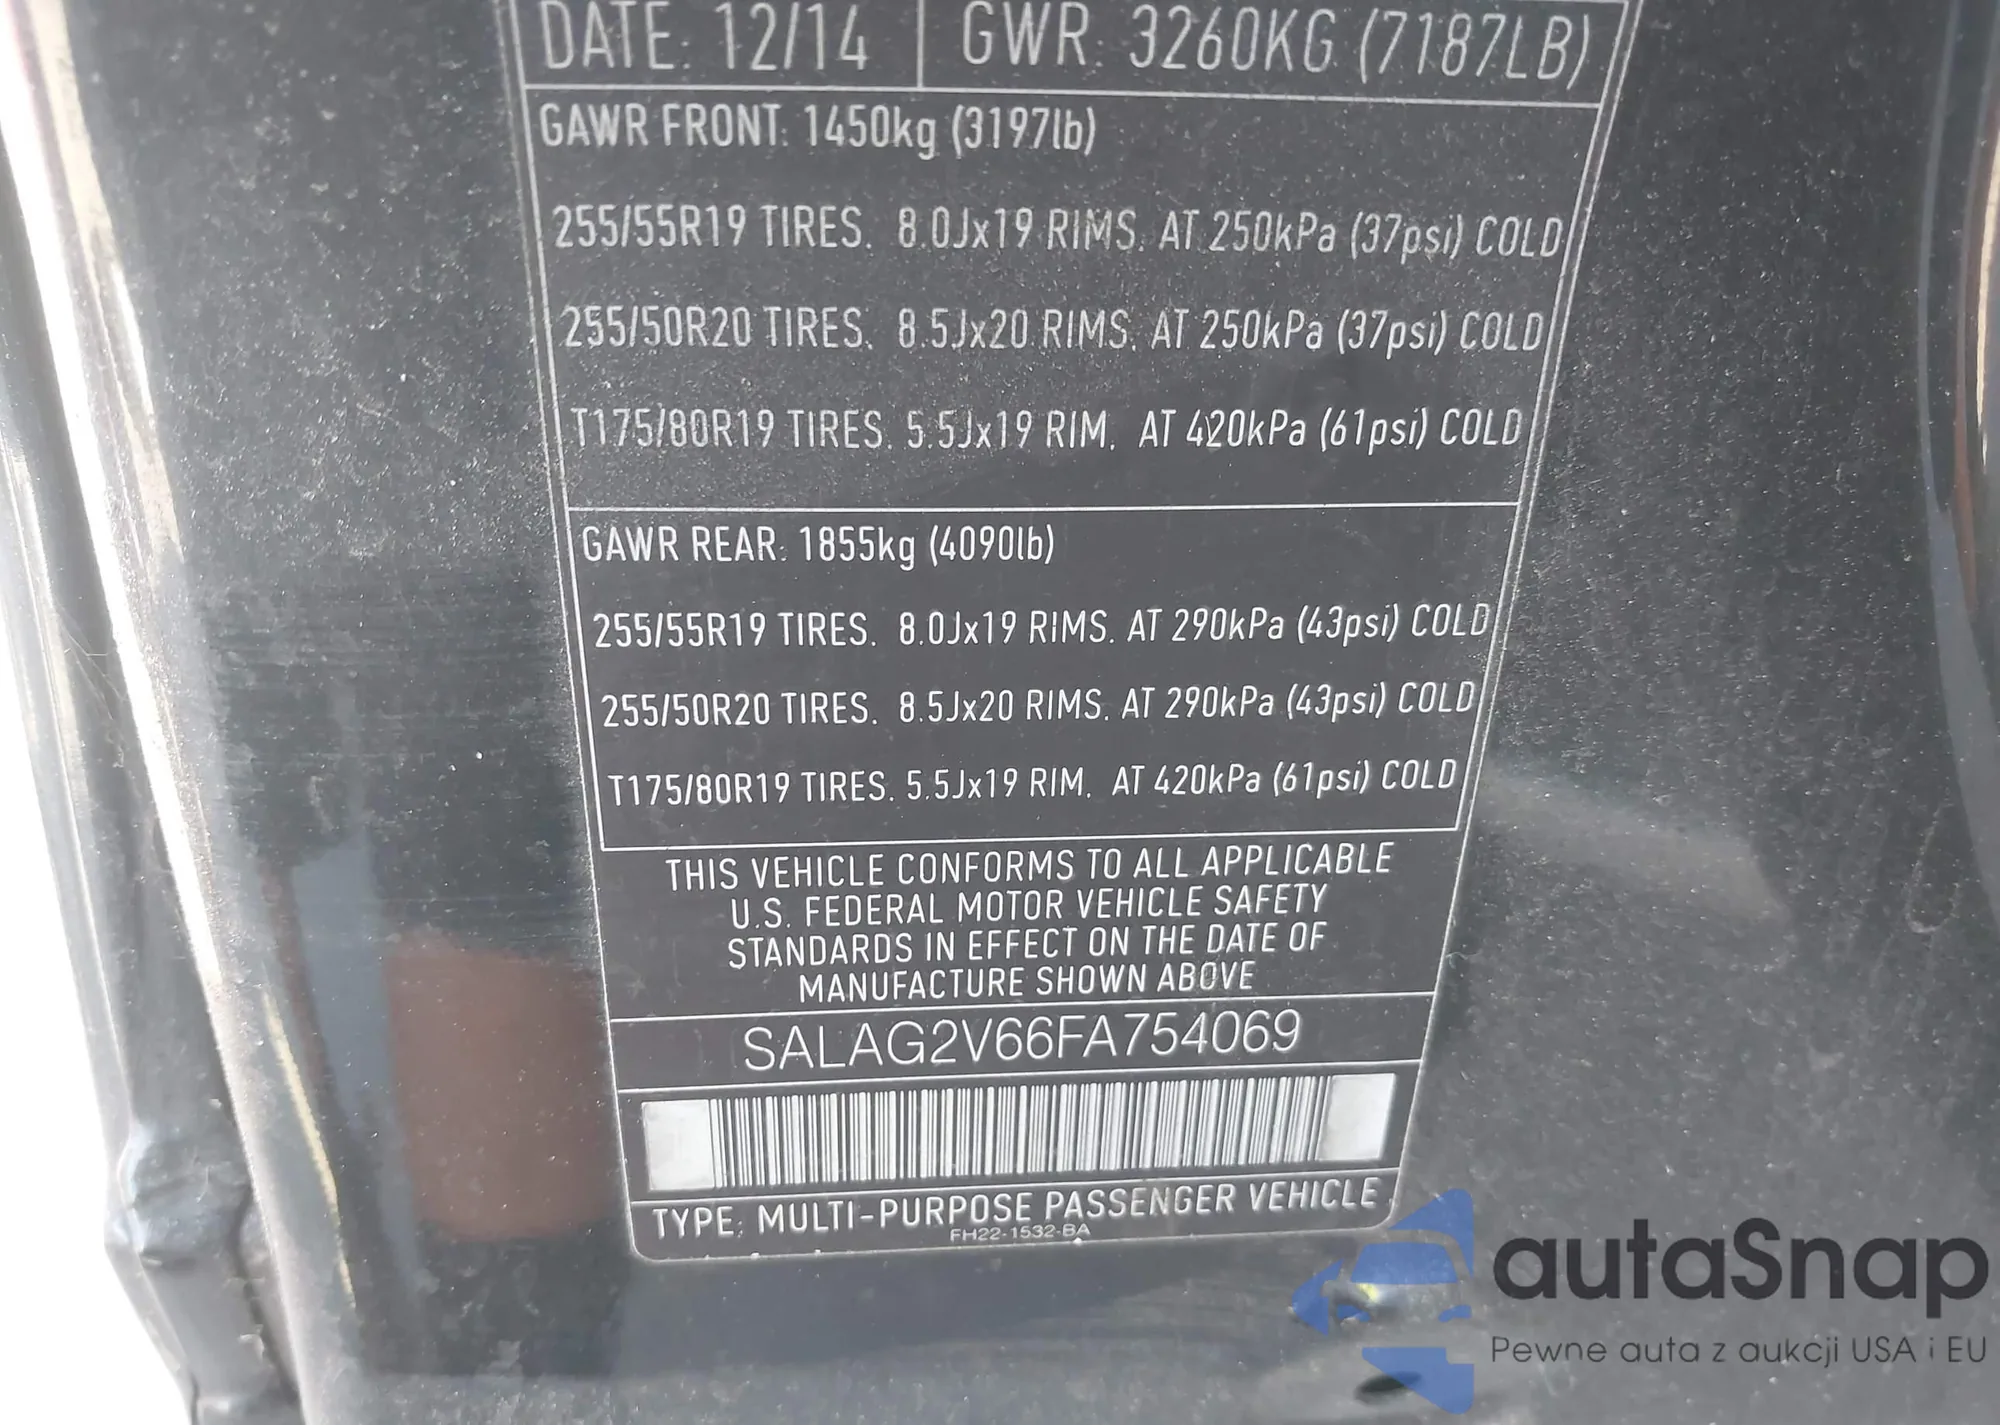 DATE: 12/14 GWR: 3260KG (7187LB)
GAWR FRONT: 1450kg (3197lb)
255/55R19 TIRES. 8.0Jx19 RIMS. AT 250kPa (37psi) COLD
255/50R20 TIRES. 8.5Jx20 RIMS. AT 250kPa (37psi) COLD
T175/80R19 TIRES. 5.5Jx19 RIM. AT 420kPa (61psi) COLD
GAWR REAR: 1855kg (4090lb)
255/55R19 TIRES. 8.0Jx19 RIMS. AT 290kPa (43psi) COLD
255/50R20 TIRES. 8.5Jx20 RIMS. AT 290kPa (43psi) COLD
T175/80R19 TIRES. 5.5Jx19 RIM. AT 420kPa (61psi) COLD
THIS VEHICLE CONFORMS TO ALL APPLICABLE
U.S. FEDERAL MOTOR VEHICLE SAFETY
STANDARDS IN EFFECT ON THE DATE OF
MANUFACTURE SHOWN ABOVE
SALAG2V66FA754069
TYPE: MULTI-PURPOSE PASSENGER VEHICLE
FH22-1532-BA
autaSnap
Pewne auta z aukcji USA i EU